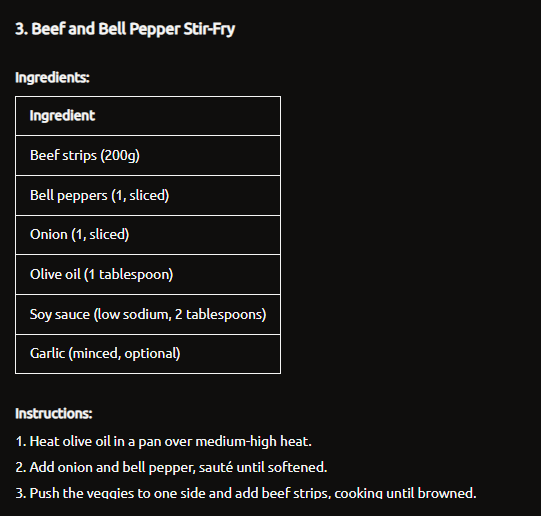 3. Beef and Bell Pepper Stir-Fry
Ingredients:
Ingredient
Beef strips (200g)
Bell peppers (1, sliced)
Onion (1, sliced)
Olive oil (1 tablespoon)
Soy sauce (low sodium, 2 tablespoons)
Garlic (minced, optional)
Instructions:
1. Heat olive oil in a pan over medium-high heat.
2. Add onion and bell pepper, sauté until softened.
3. Push the veggies to one side and add beef strips, cooking until browned.